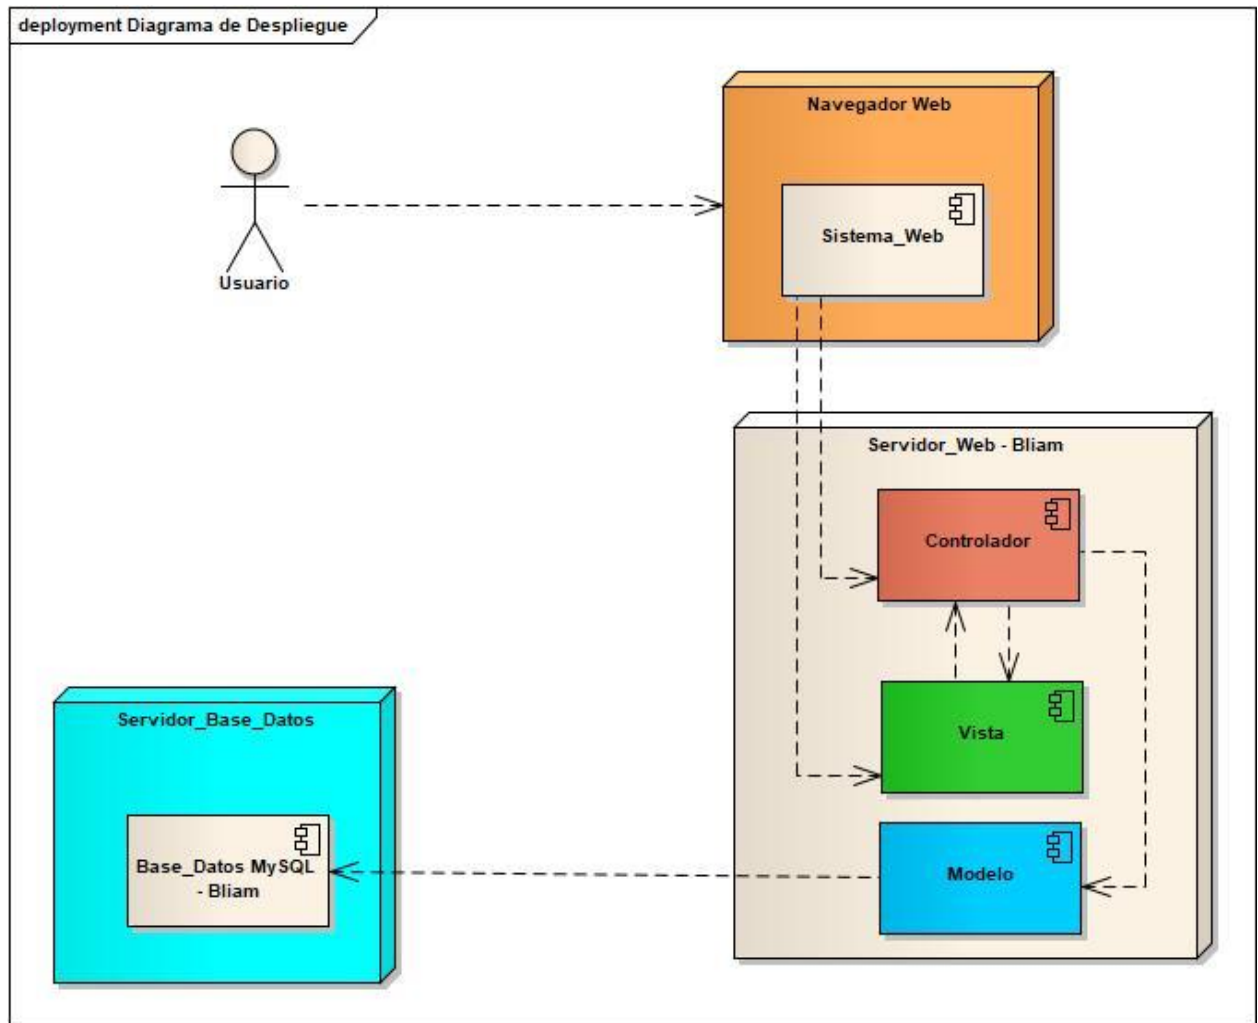 deployment Diagrama de Despliegue
Navegador Web
Sistema_Web
Usuario
Servidor_Web - Bliam
Controlador
Vista
Modelo
Servidor_Base_Datos
Base_Datos MySQL
- Bliam